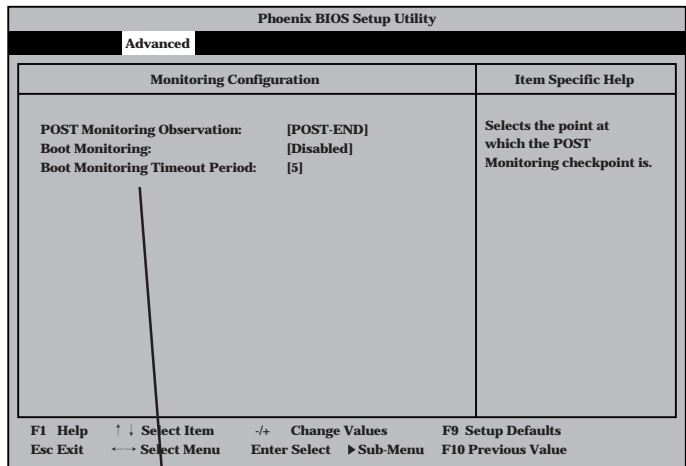 Phoenix BIOS Setup Utility
Advanced
Monitoring Configuration
Item Specific Help
POST Monitoring Observation: [POST-END]
Boot Monitoring: [Disabled]
Boot Monitoring Timeout Period: [5]
Selects the point at
which the POST
Monitoring checkpoint is.
F1 Help ↑↓ Select Item -/+ Change Values F9 Setup Defaults
Esc Exit ←→ Select Menu Enter Select ▶Sub-Menu F10 Previous Value